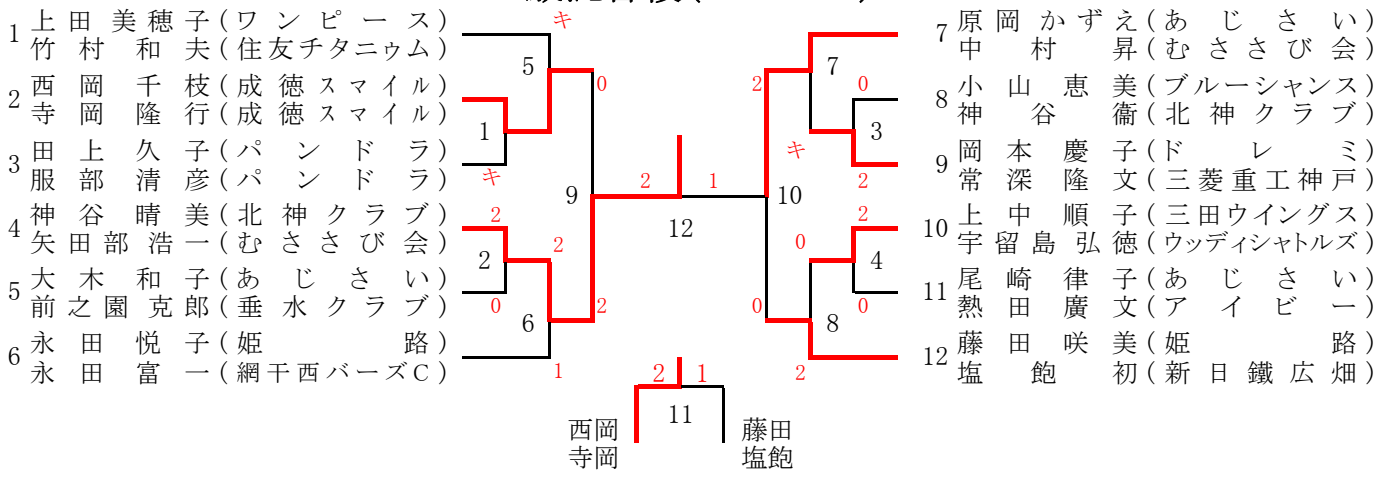 1 上田美穂子(ワンピース)
竹村和夫(住友チタニゥム)
2 西岡千枝(成徳スマイル)
寺岡隆行(成徳スマイル)
3 田上久子(パンドラ)
服部清彦(パンドラ)
4 神谷晴美(北神クラブ)
矢田部浩一(むささび会)
5 大木和子(あじさい)
前之園克郎(垂水クラブ)
6 永田悦子(姫路)
永田富一(網干西バーズC)
キ
5
0
1
キ
9
2
2
2
2
0
6
2
1
2 1
12
2 1
11
西岡
寺岡
藤田
塩飽
7
2
0
3
キ
10
2
2
0
4
0
0
8
2
7 原岡かずえ(あじさい)
中村昇(むささび会)
8 小山恵美(ブルーシャンス)
神谷衞(北神クラブ)
9 岡本慶子(ドレミ)
常深隆文(三菱重工神戸)
10 上中順子(三田ウイングス)
宇留島弘徳(ウッディシャトルズ)
11 尾崎律子(あじさい)
熱田廣文(アイビー)
12 藤田咲美(姫路)
塩飽初(新日鐵広畑)